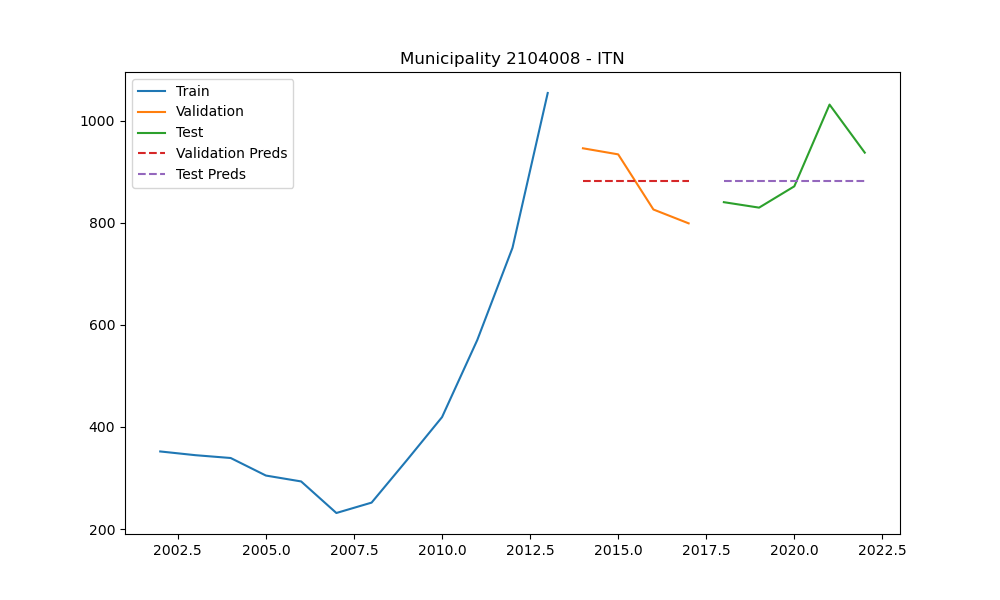 Municipality 2104008 - ITN
Train
Validation
Test
Validation Preds
Test Preds
1000
800
600
400
200
2002.5 2005.0 2007.5 2010.0 2012.5 2015.0 2017.5 2020.0 2022.5